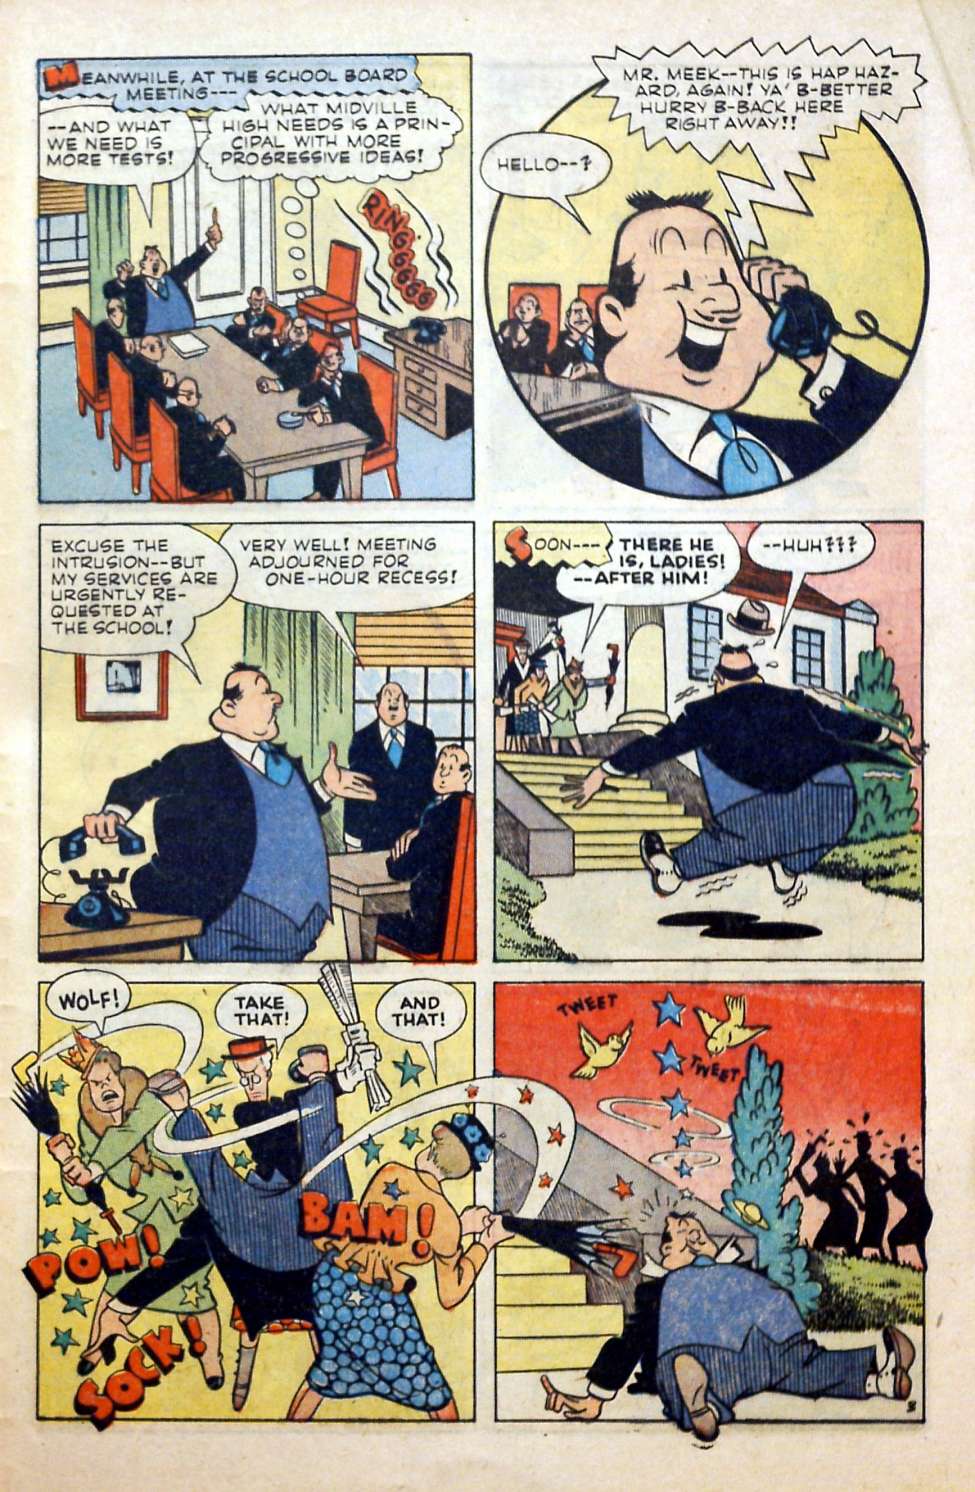 MEANWHILE, AT THE SCHOOL BOARD
MEETING---
--AND WHAT
WE NEED IS
MORE TESTS!
WHAT MIDVILLE
HIGH NEEDS IS A PRIN-
CIPAL WITH MORE
PROGRESSIVE IDEAS!
RINGGGGGG
HELLO--?
MR. MEEK--THIS IS HAP HAZ-
ARD, AGAIN! YA' B-BETTER
HURRY B-BACK HERE
RIGHT AWAY!!
EXCUSE THE
INTRUSION--BUT
MY SERVICES ARE
URGENTLY RE-
QUESTED AT
THE SCHOOL!
VERY WELL! MEETING
ADJOURNED FOR
ONE-HOUR RECESS!
SOON---
THERE HE
IS, LADIES!
--AFTER HIM!
--HUH???
WOLF!
TAKE
THAT!
AND
THAT!
POW!
BAM!
SOCK!
TWEET
TWEET